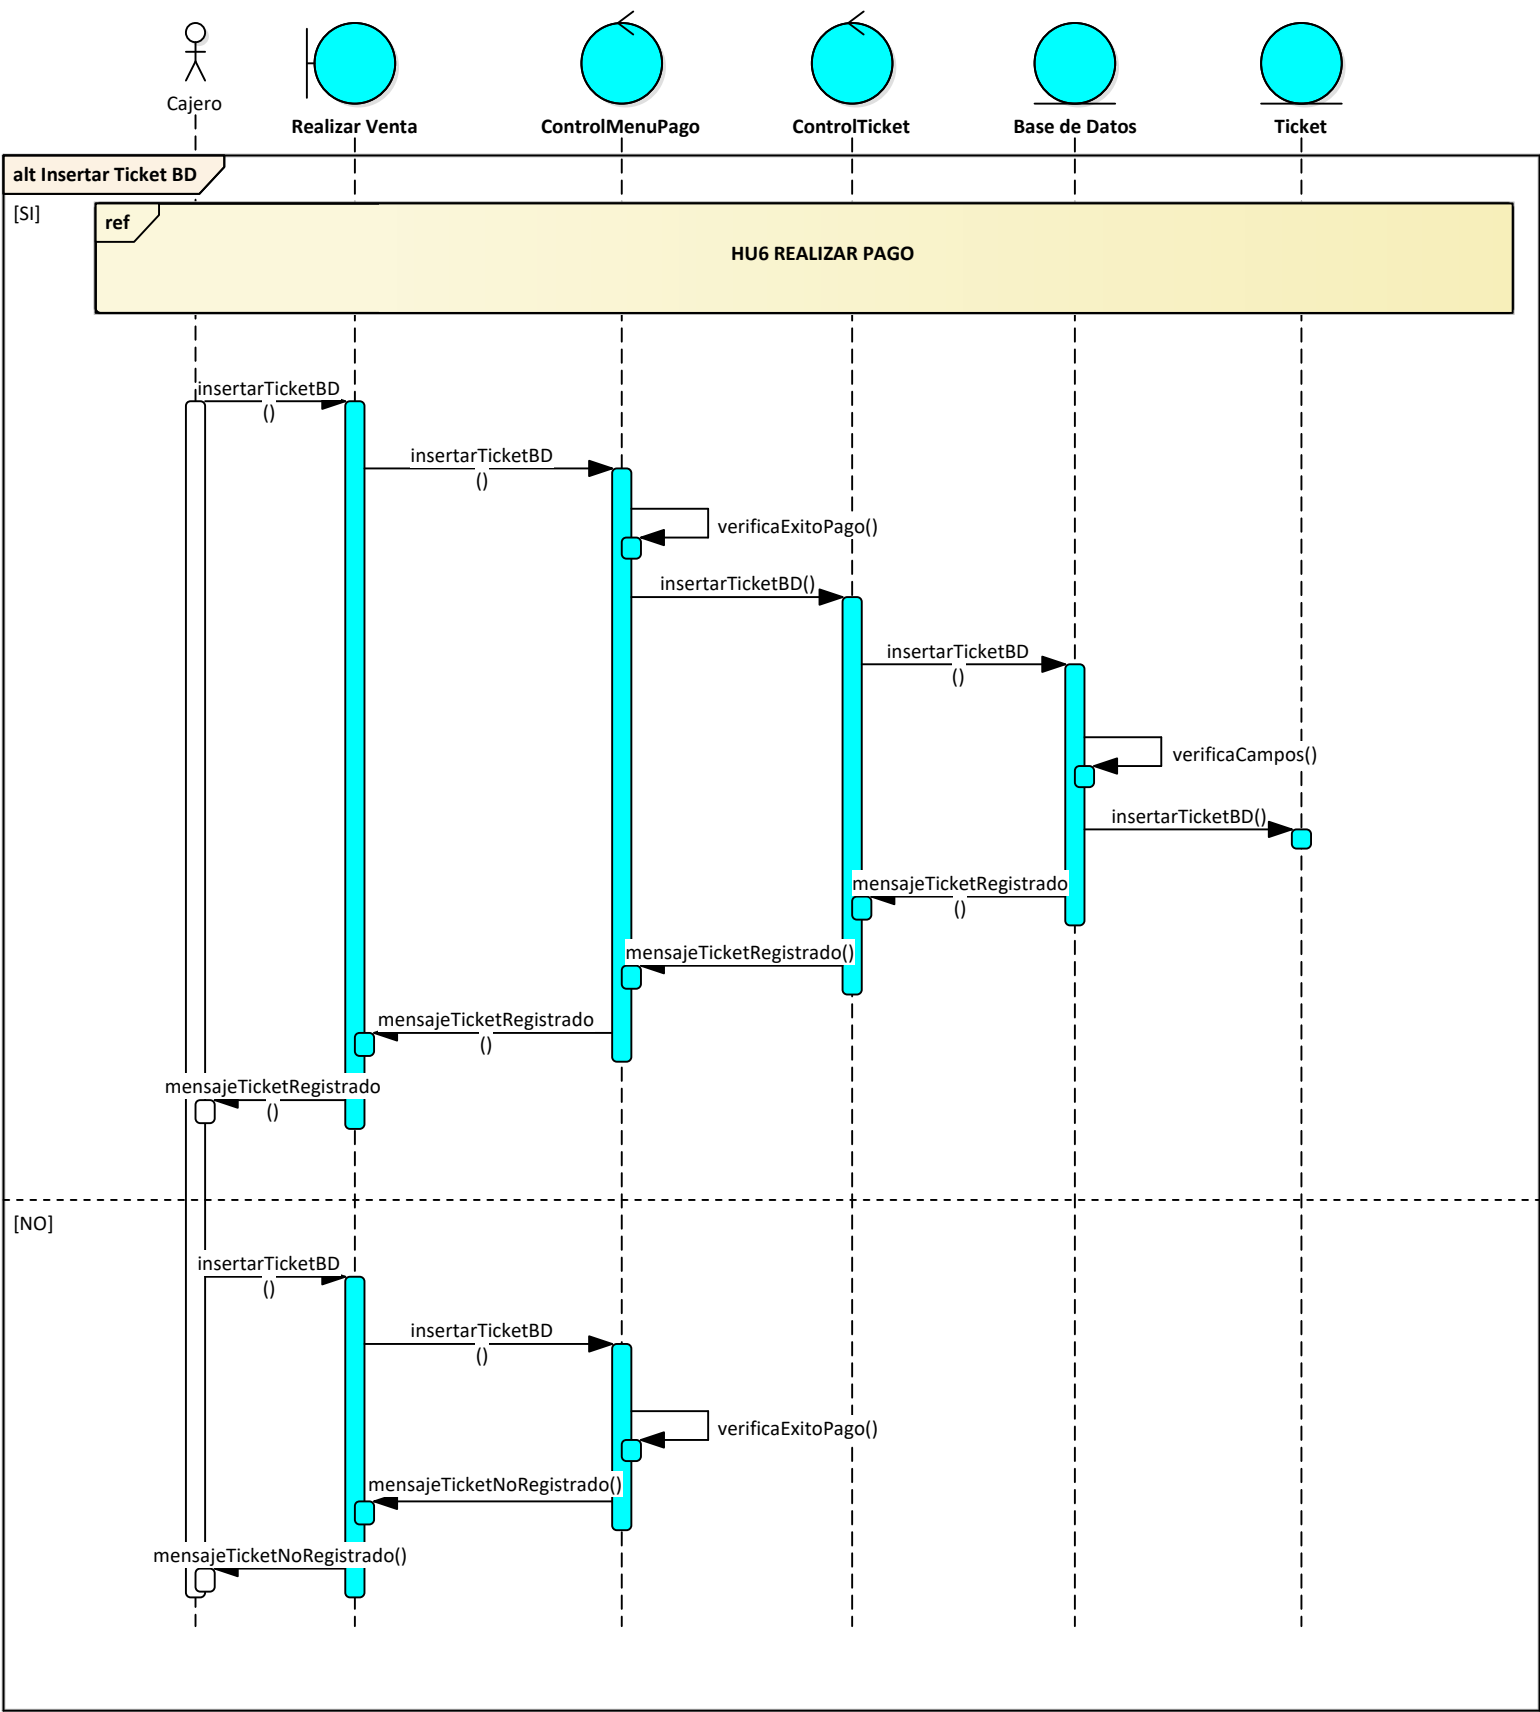 Cajero
Realizar Venta
ControlMenuPago
ControlTicket
Base de Datos
Ticket
alt Insertar Ticket BD
[SI]
ref
HU6 REALIZAR PAGO
insertarTicketBD
()
insertarTicketBD
()
verificaExitoPago()
insertarTicketBD()
insertarTicketBD
()
verificaCampos()
insertarTicketBD()
mensajeTicketRegistrado
()
mensajeTicketRegistrado()
mensajeTicketRegistrado
()
mensajeTicketRegistrado
()
[NO]
insertarTicketBD
()
insertarTicketBD
()
verificaExitoPago()
mensajeTicketNoRegistrado()
mensajeTicketNoRegistrado()